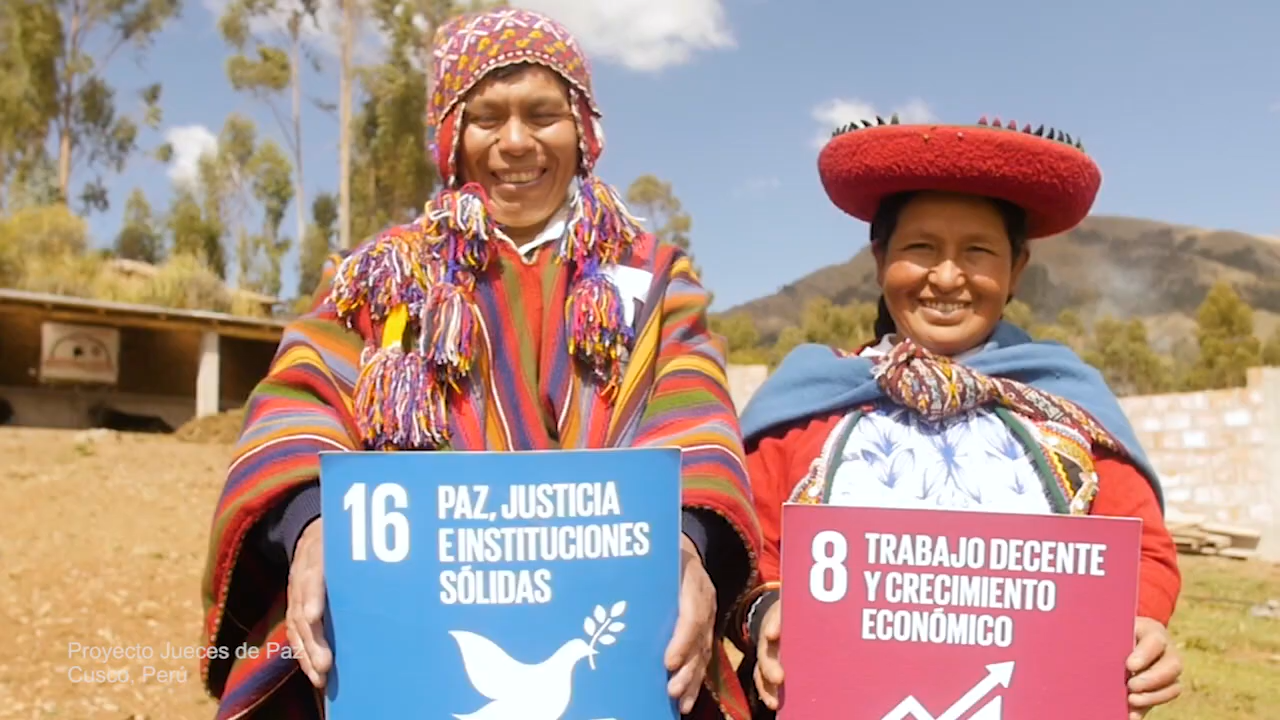 16
PAZ, JUSTICIA
E INSTITUCIONES
SÓLIDAS
8
TRABAJO DECENTE
Y CRECIMIENTO
ECONÓMICO
Proyecto Jueces de Paz
Cusco, Perú